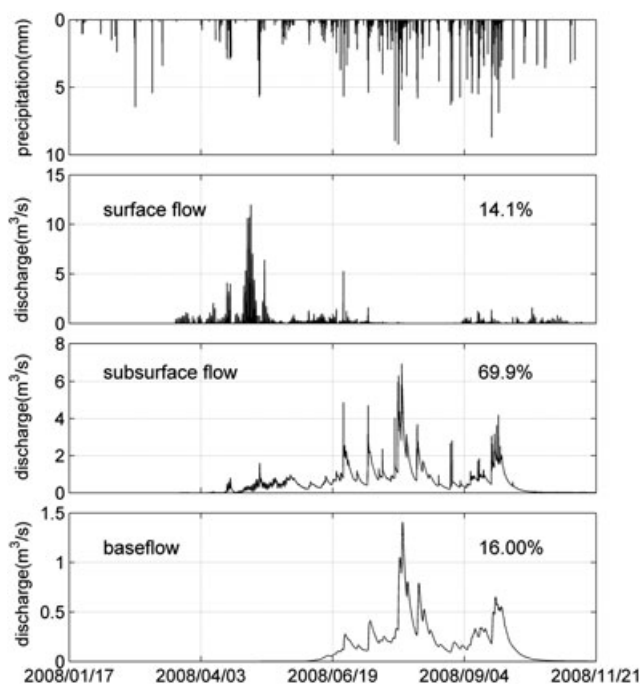 0
5
10
precipitation(mm)
15
10
5
0
discharge(m³/s)
surface flow 14.1%
8
6
4
2
0
discharge(m³/s)
subsurface flow 69.9%
1.5
1
0.5
0
discharge(m³/s)
baseflow 16.00%
2008/01/17 2008/04/03 2008/06/19 2008/09/04 2008/11/21